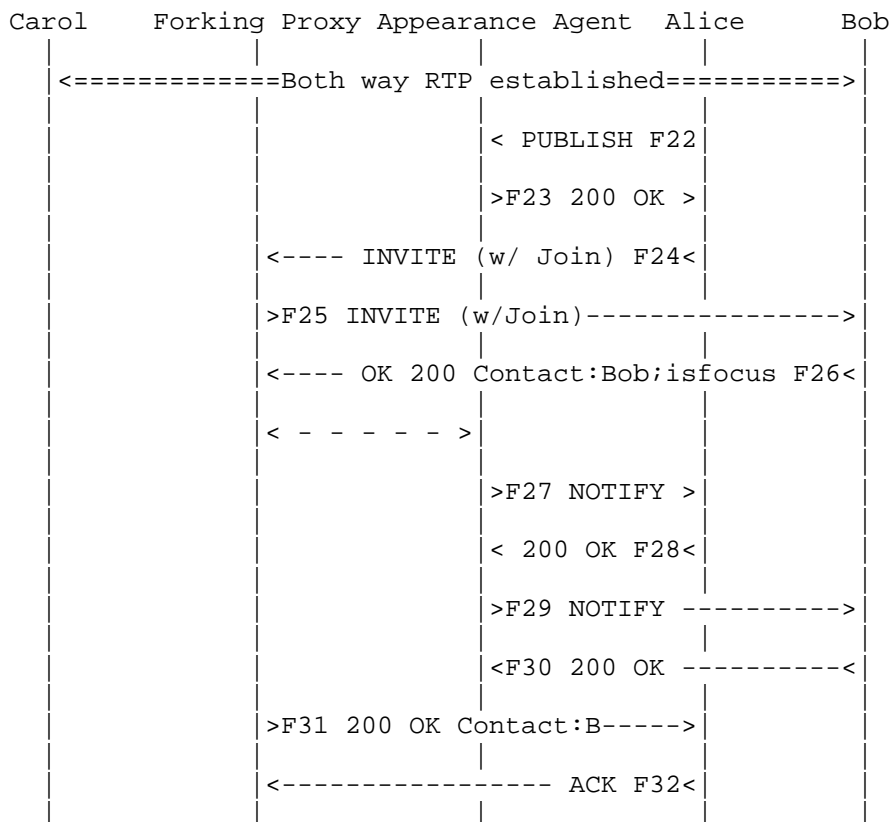 Carol Forking Proxy Appearance Agent Alice Bob
<=============Both way RTP established===========>
< PUBLISH F22
>F23 200 OK >
<---- INVITE (w/ Join) F24<
>F25 INVITE (w/Join)---------------->
<---- OK 200 Contact:Bob;isfocus F26<
< - - - - - >
>F27 NOTIFY >
< 200 OK F28<
>F29 NOTIFY ---------->
<F30 200 OK ----------<
>F31 200 OK Contact:B----->
<----------------- ACK F32<